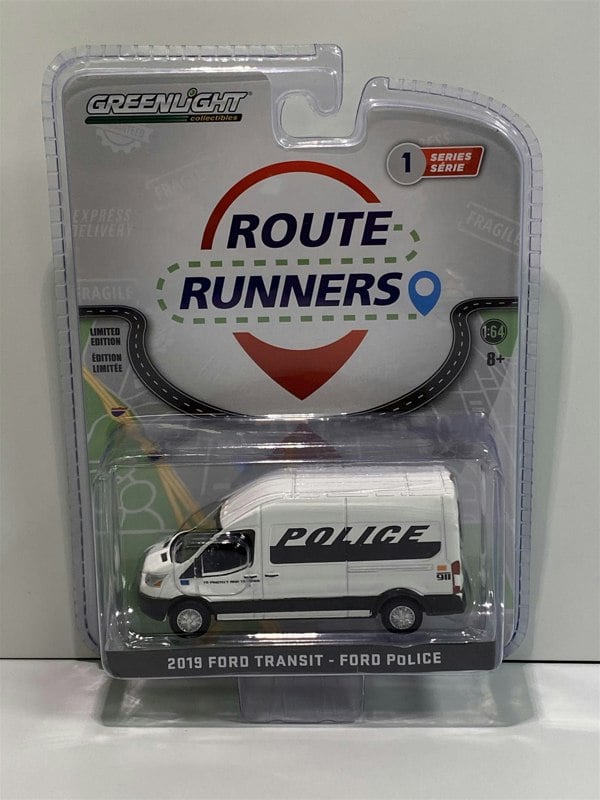 GREENLIGHT
collectibles
1
SERIES
SÉRIE
ROUTE
RUNNERS
EXPRESS
DELIVERY
FRAGILE
FRAGILE
LIMITED
EDITION
ÉDITION
LIMITÉE
1:64
8+
POLICE
911
2019 FORD TRANSIT - FORD POLICE